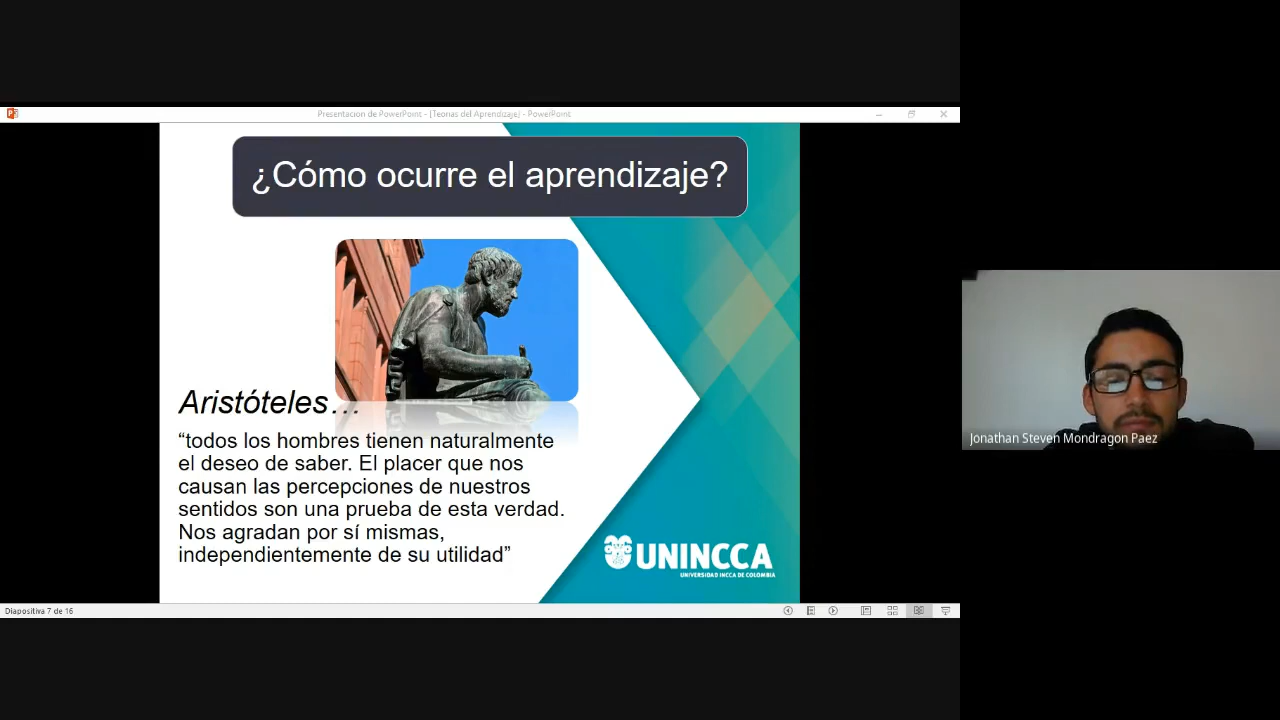 Presentación de PowerPoint - [Teorias del Aprendizaje] - PowerPoint
¿Cómo ocurre el aprendizaje?
Aristóteles…
“todos los hombres tienen naturalmente
el deseo de saber. El placer que nos
causan las percepciones de nuestros
sentidos son una prueba de esta verdad.
Nos agradan por sí mismas,
independientemente de su utilidad”
UNINCCA
UNIVERSIDAD INCCA DE COLOMBIA
Diapositiva 7 de 16
Jonathan Steven Mondragon Paez